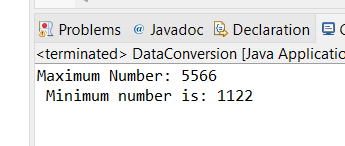 Problems @ Javadoc Declaration
<terminated> DataConversion [Java Applicatio
Maximum Number: 5566
Minimum number is: 1122